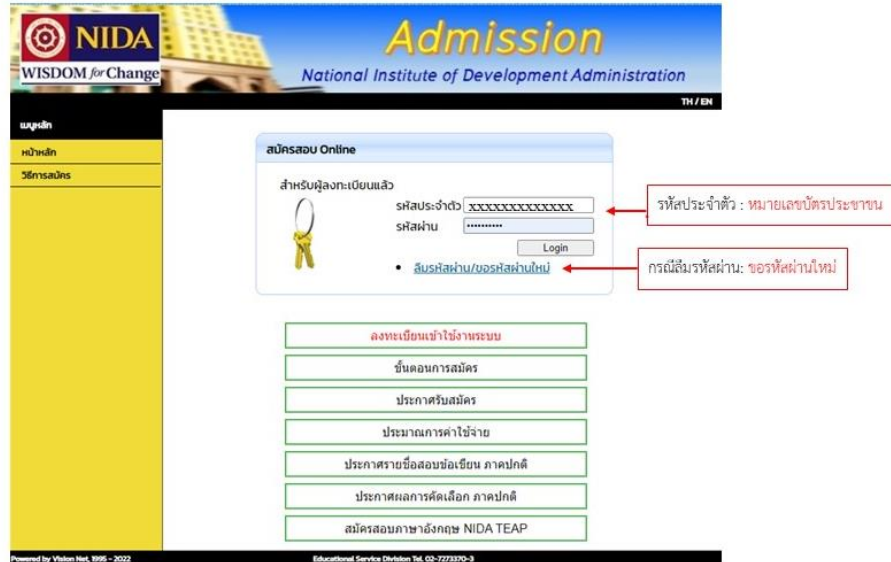 NIDA
WISDOM for Change
Admission
National Institute of Development Administration
TH / EN
เมนูหลัก
หน้าหลัก
วิธีการสมัคร
สมัครสอบ Online
สำหรับผู้ลงทะเบียนแล้ว
รหัสประจำตัว XXXXXXXXXXXXX
รหัสผ่าน ••••••••••
Login
ลืมรหัสผ่าน/ขอรหัสผ่านใหม่
รหัสประจำตัว : หมายเลขบัตรประชาชน
กรณีลืมรหัสผ่าน: ขอรหัสผ่านใหม่
ลงทะเบียนเข้าใช้งานระบบ
ขั้นตอนการสมัคร
ประกาศรับสมัคร
ประมาณการค่าใช้จ่าย
ประกาศรายชื่อสอบข้อเขียน ภาคปกติ
ประกาศผลการคัดเลือก ภาคปกติ
สมัครสอบภาษาอังกฤษ NIDA TEAP
Powered by Vision Net, 1995 - 2022
Educational Service Division Tel. 02-7273370-3